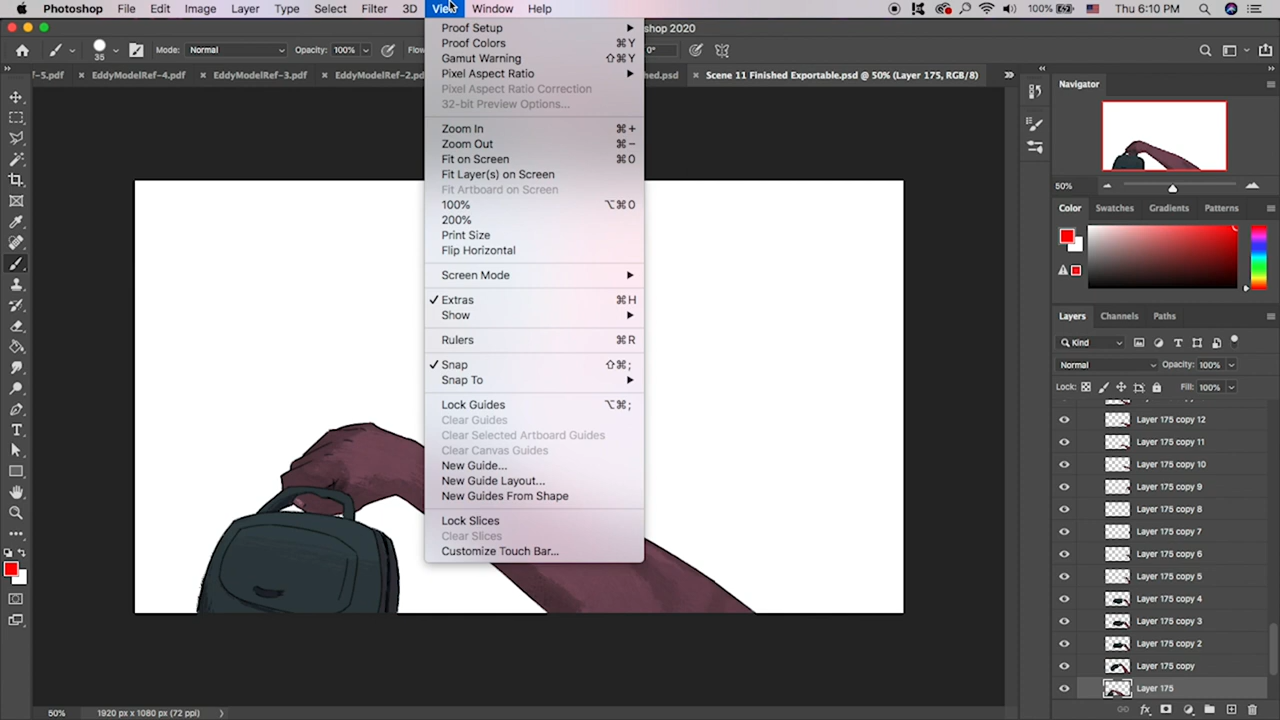 Photoshop File Edit Image Layer Type Select Filter 3D View Window Help 100% Thu 6:10 PM
shop 2020
35 Mode: Normal Opacity: 100% Flow 0°
f-5.pdf × EddyModelRef-4.pdf × EddyModelRef-3.pdf × EddyModelRef-2.pd hed.psd × Scene 11 Finished Exportable.psd @ 50% (Layer 175, RGB/8)
Proof Setup
Proof Colors ⌘Y
Gamut Warning ⇧⌘Y
Pixel Aspect Ratio
Pixel Aspect Ratio Correction
32-bit Preview Options...
Zoom In ⌘+
Zoom Out ⌘−
Fit on Screen ⌘0
Fit Layer(s) on Screen
Fit Artboard on Screen
100% ⌥⌘0
200%
Print Size
Flip Horizontal
Screen Mode
✓ Extras ⌘H
Show
Rulers ⌘R
✓ Snap ⇧⌘;
Snap To
Lock Guides ⌥⌘;
Clear Guides
Clear Selected Artboard Guides
Clear Canvas Guides
New Guide...
New Guide Layout...
New Guides From Shape
Lock Slices
Clear Slices
Customize Touch Bar...
Navigator
50%
Color Swatches Gradients Patterns
Layers Channels Paths
Kind
Normal Opacity: 100%
Lock: Fill: 100%
Layer 175 copy 12
Layer 175 copy 11
Layer 175 copy 10
Layer 175 copy 9
Layer 175 copy 8
Layer 175 copy 7
Layer 175 copy 6
Layer 175 copy 5
Layer 175 copy 4
Layer 175 copy 3
Layer 175 copy 2
Layer 175 copy
Layer 175
50% 1920 px x 1080 px (72 ppi)